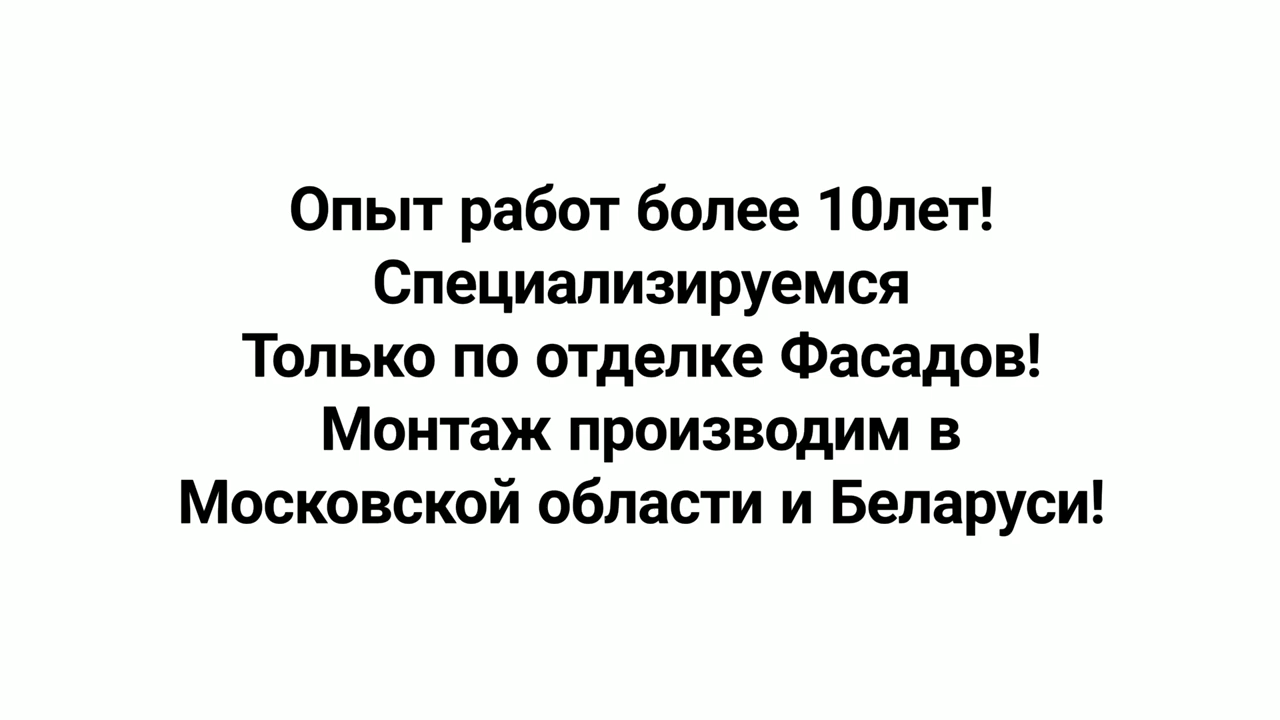 Опыт работ более 10лет!
Специализируемся
Только по отделке Фасадов!
Монтаж производим в
Московской области и Беларуси!